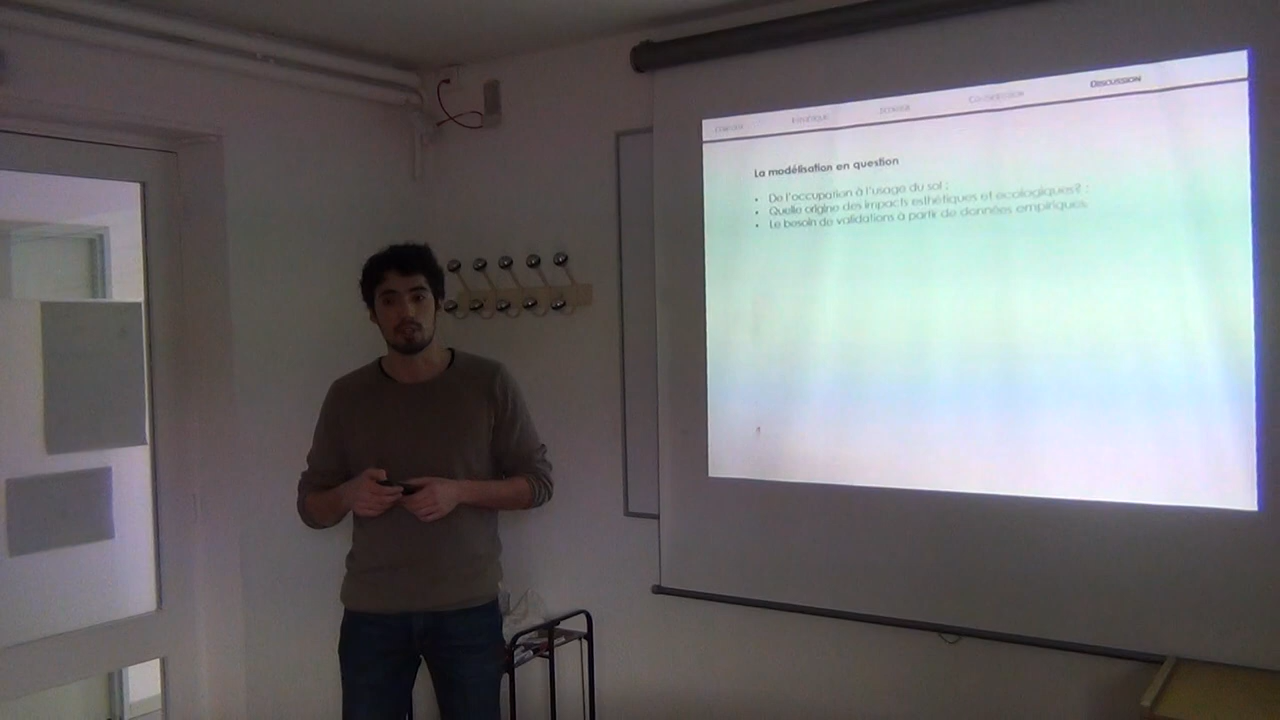 DISCUSSION
La modélisation en question
• De l'occupation à l'usage du sol ;
• Quelle origine des impacts esthétiques et écologiques? ;
• Le besoin de validations à partir de données empiriques